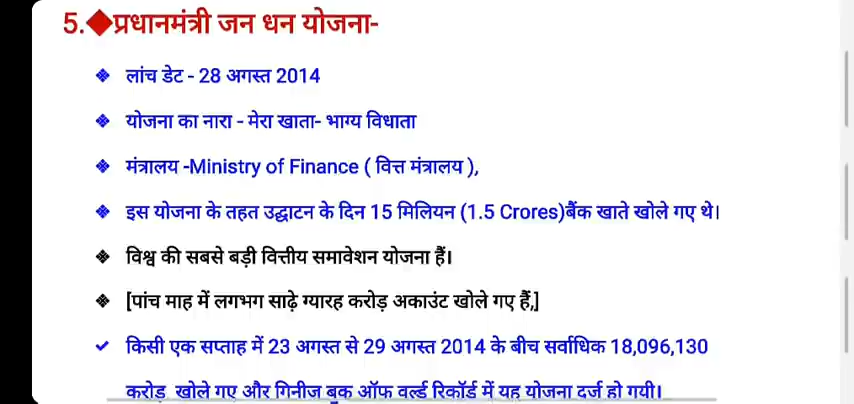 5.◆प्रधानमंत्री जन धन योजना-
❖ लांच डेट - 28 अगस्त 2014
❖ योजना का नारा - मेरा खाता- भाग्य विधाता
❖ मंत्रालय -Ministry of Finance ( वित्त मंत्रालय ),
❖ इस योजना के तहत उद्घाटन के दिन 15 मिलियन (1.5 Crores)बैंक खाते खोले गए थे।
❖ विश्व की सबसे बड़ी वित्तीय समावेशन योजना हैं।
❖ [पांच माह में लगभग साढ़े ग्यारह करोड़ अकाउंट खोले गए हैं,]
✓ किसी एक सप्ताह में 23 अगस्त से 29 अगस्त 2014 के बीच सर्वाधिक 18,096,130
करोड़ खोले गए और गिनीज बुक ऑफ वर्ल्ड रिकॉर्ड में यह योजना दर्ज हो गयी।